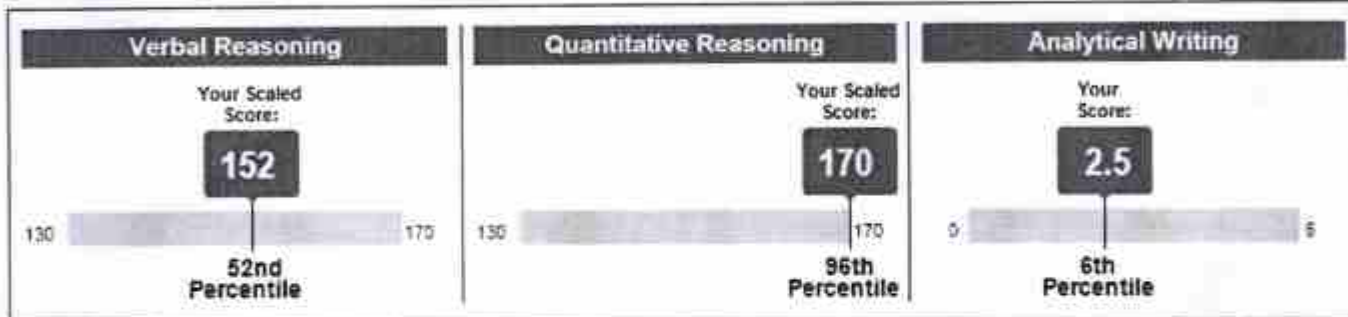 Verbal Reasoning
Your Scaled
Score:
152
130
170
52nd
Percentile
Quantitative Reasoning
Your Scaled
Score:
170
130
170
96th
Percentile
Analytical Writing
Your
Score:
2.5
0
6
6th
Percentile